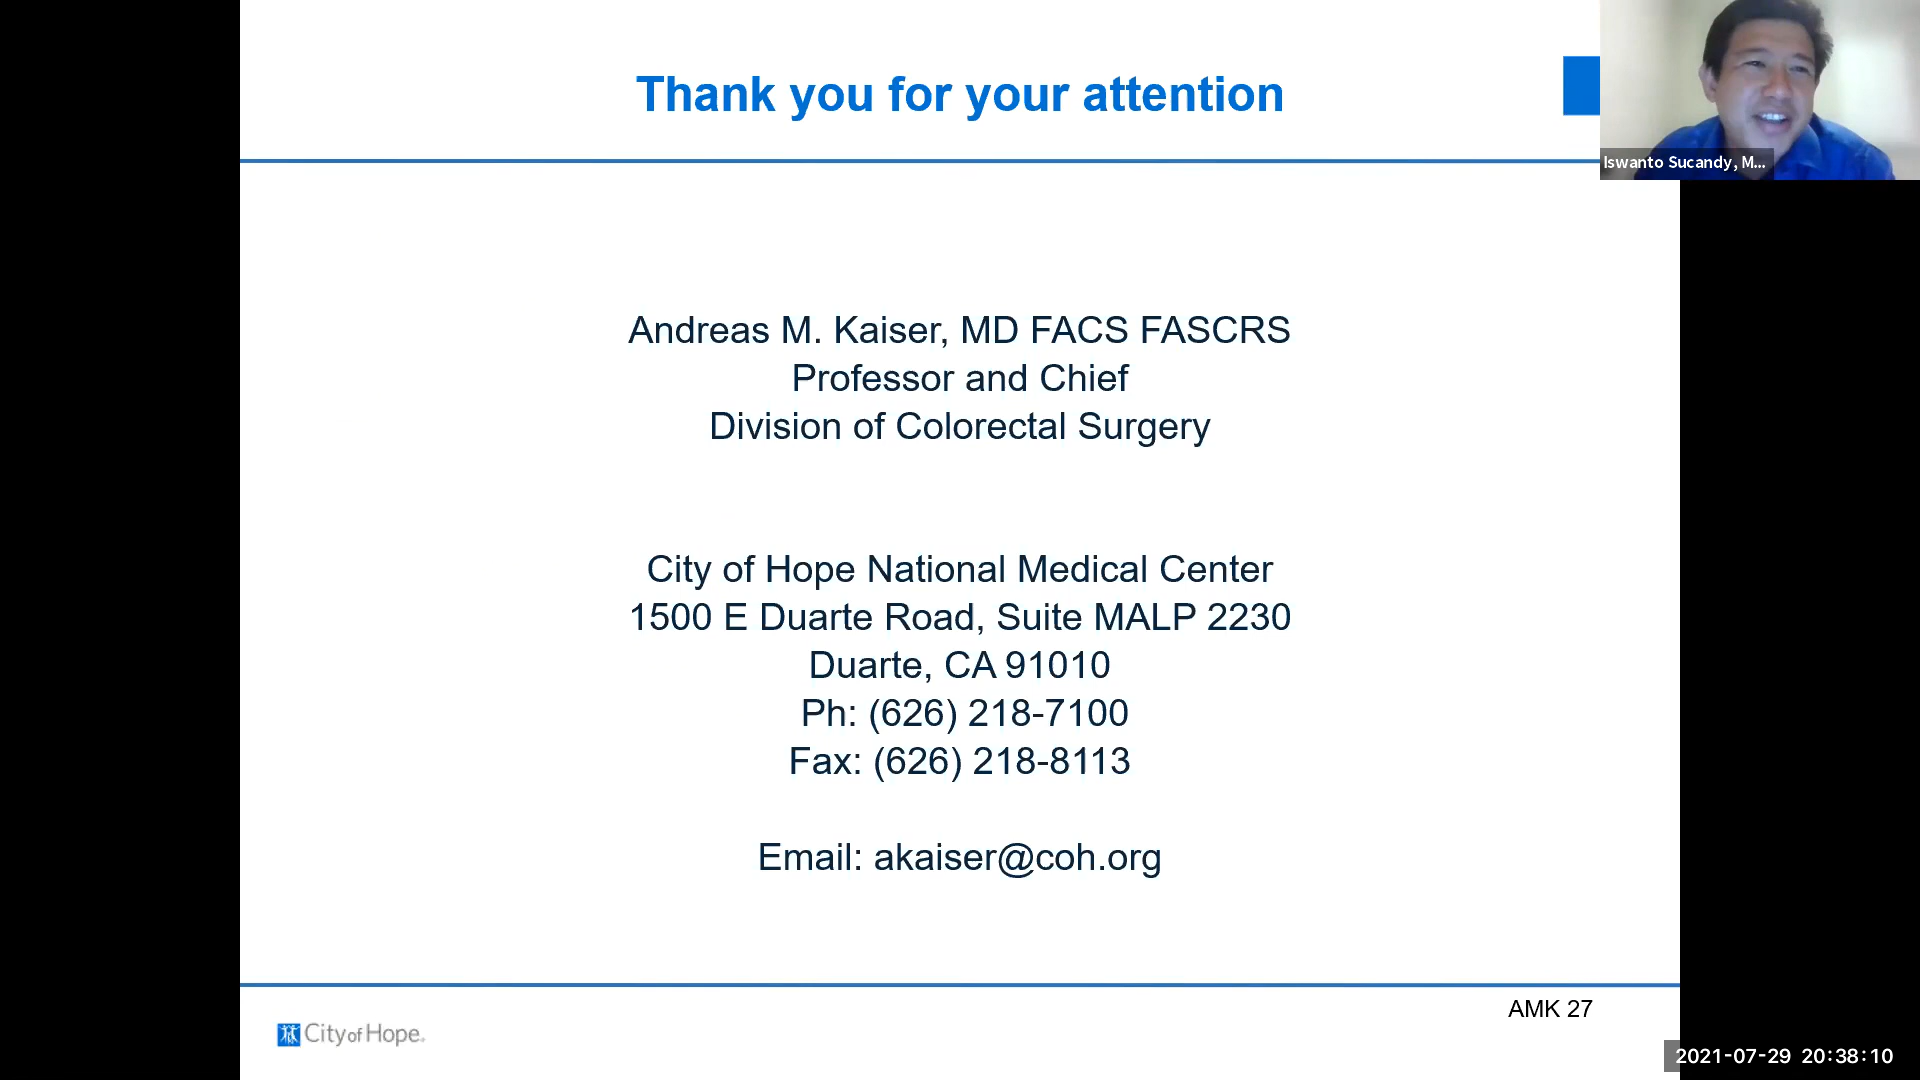 Thank you for your attention
Iswanto Sucandy, M...
Andreas M. Kaiser, MD FACS FASCRS
Professor and Chief
Division of Colorectal Surgery
City of Hope National Medical Center
1500 E Duarte Road, Suite MALP 2230
Duarte, CA 91010
Ph: (626) 218-7100
Fax: (626) 218-8113
Email: akaiser@coh.org
AMK 27
City of Hope®
2021-07-29 20:38:10